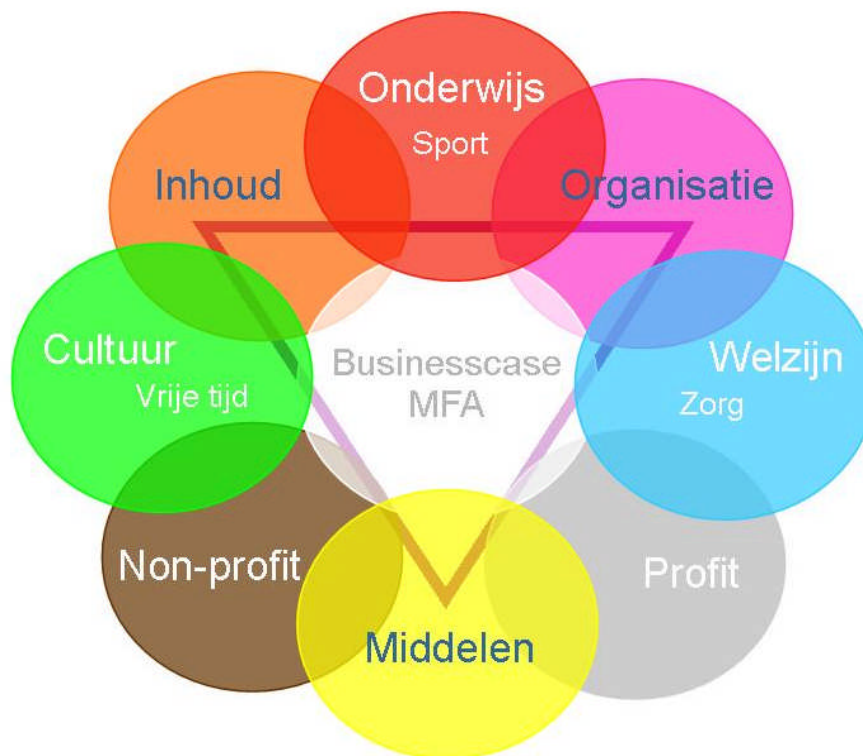 Onderwijs
Sport
Inhoud
Organisatie
Cultuur
Vrije tijd
Businesscase
MFA
Welzijn
Zorg
Non-profit
Profit
Middelen